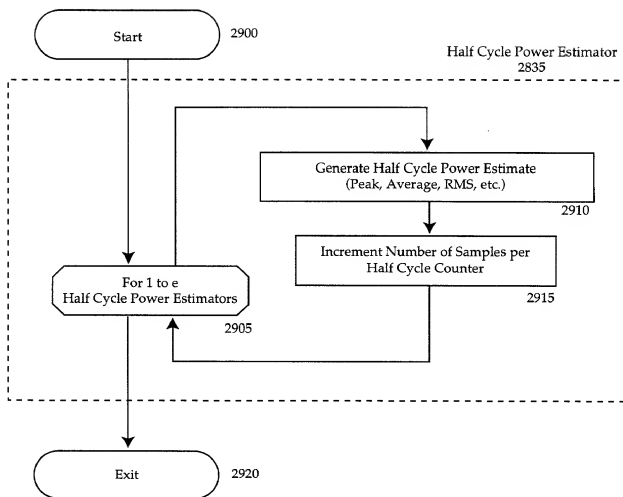 Start
2900
Half Cycle Power Estimator
2835
Generate Half Cycle Power Estimate
(Peak, Average, RMS, etc.)
2910
Increment Number of Samples per
Half Cycle Counter
2915
For 1 to e
Half Cycle Power Estimators
2905
Exit
2920